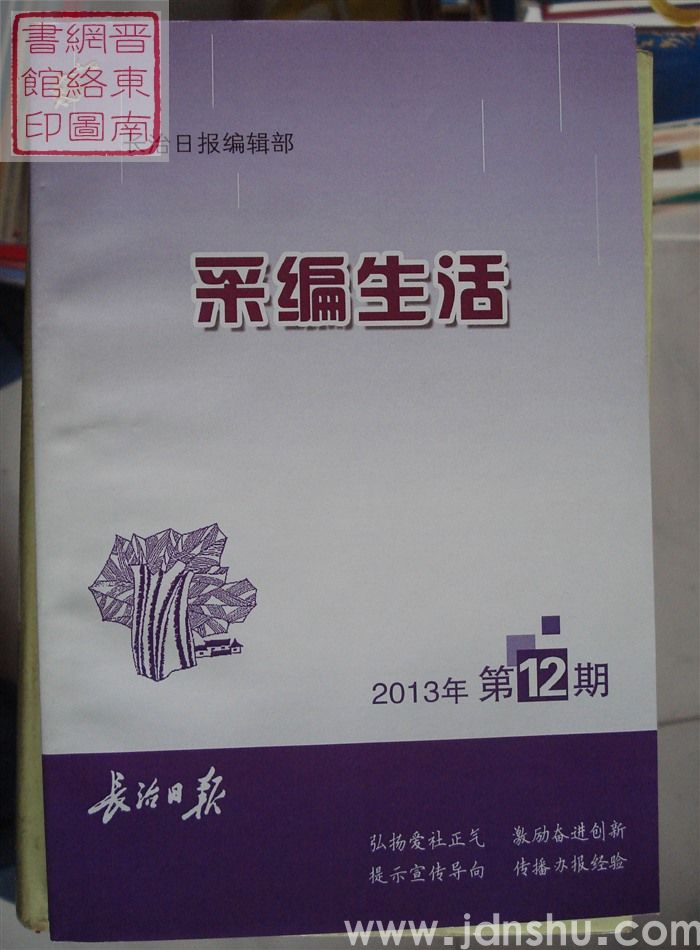 晋東南
網絡圖
書館印
长治日报编辑部
采编生活
2013年 第12期
长治日报
弘扬爱社正气 激励奋进创新
提示宣传导向 传播办报经验
www.jdnshu.com